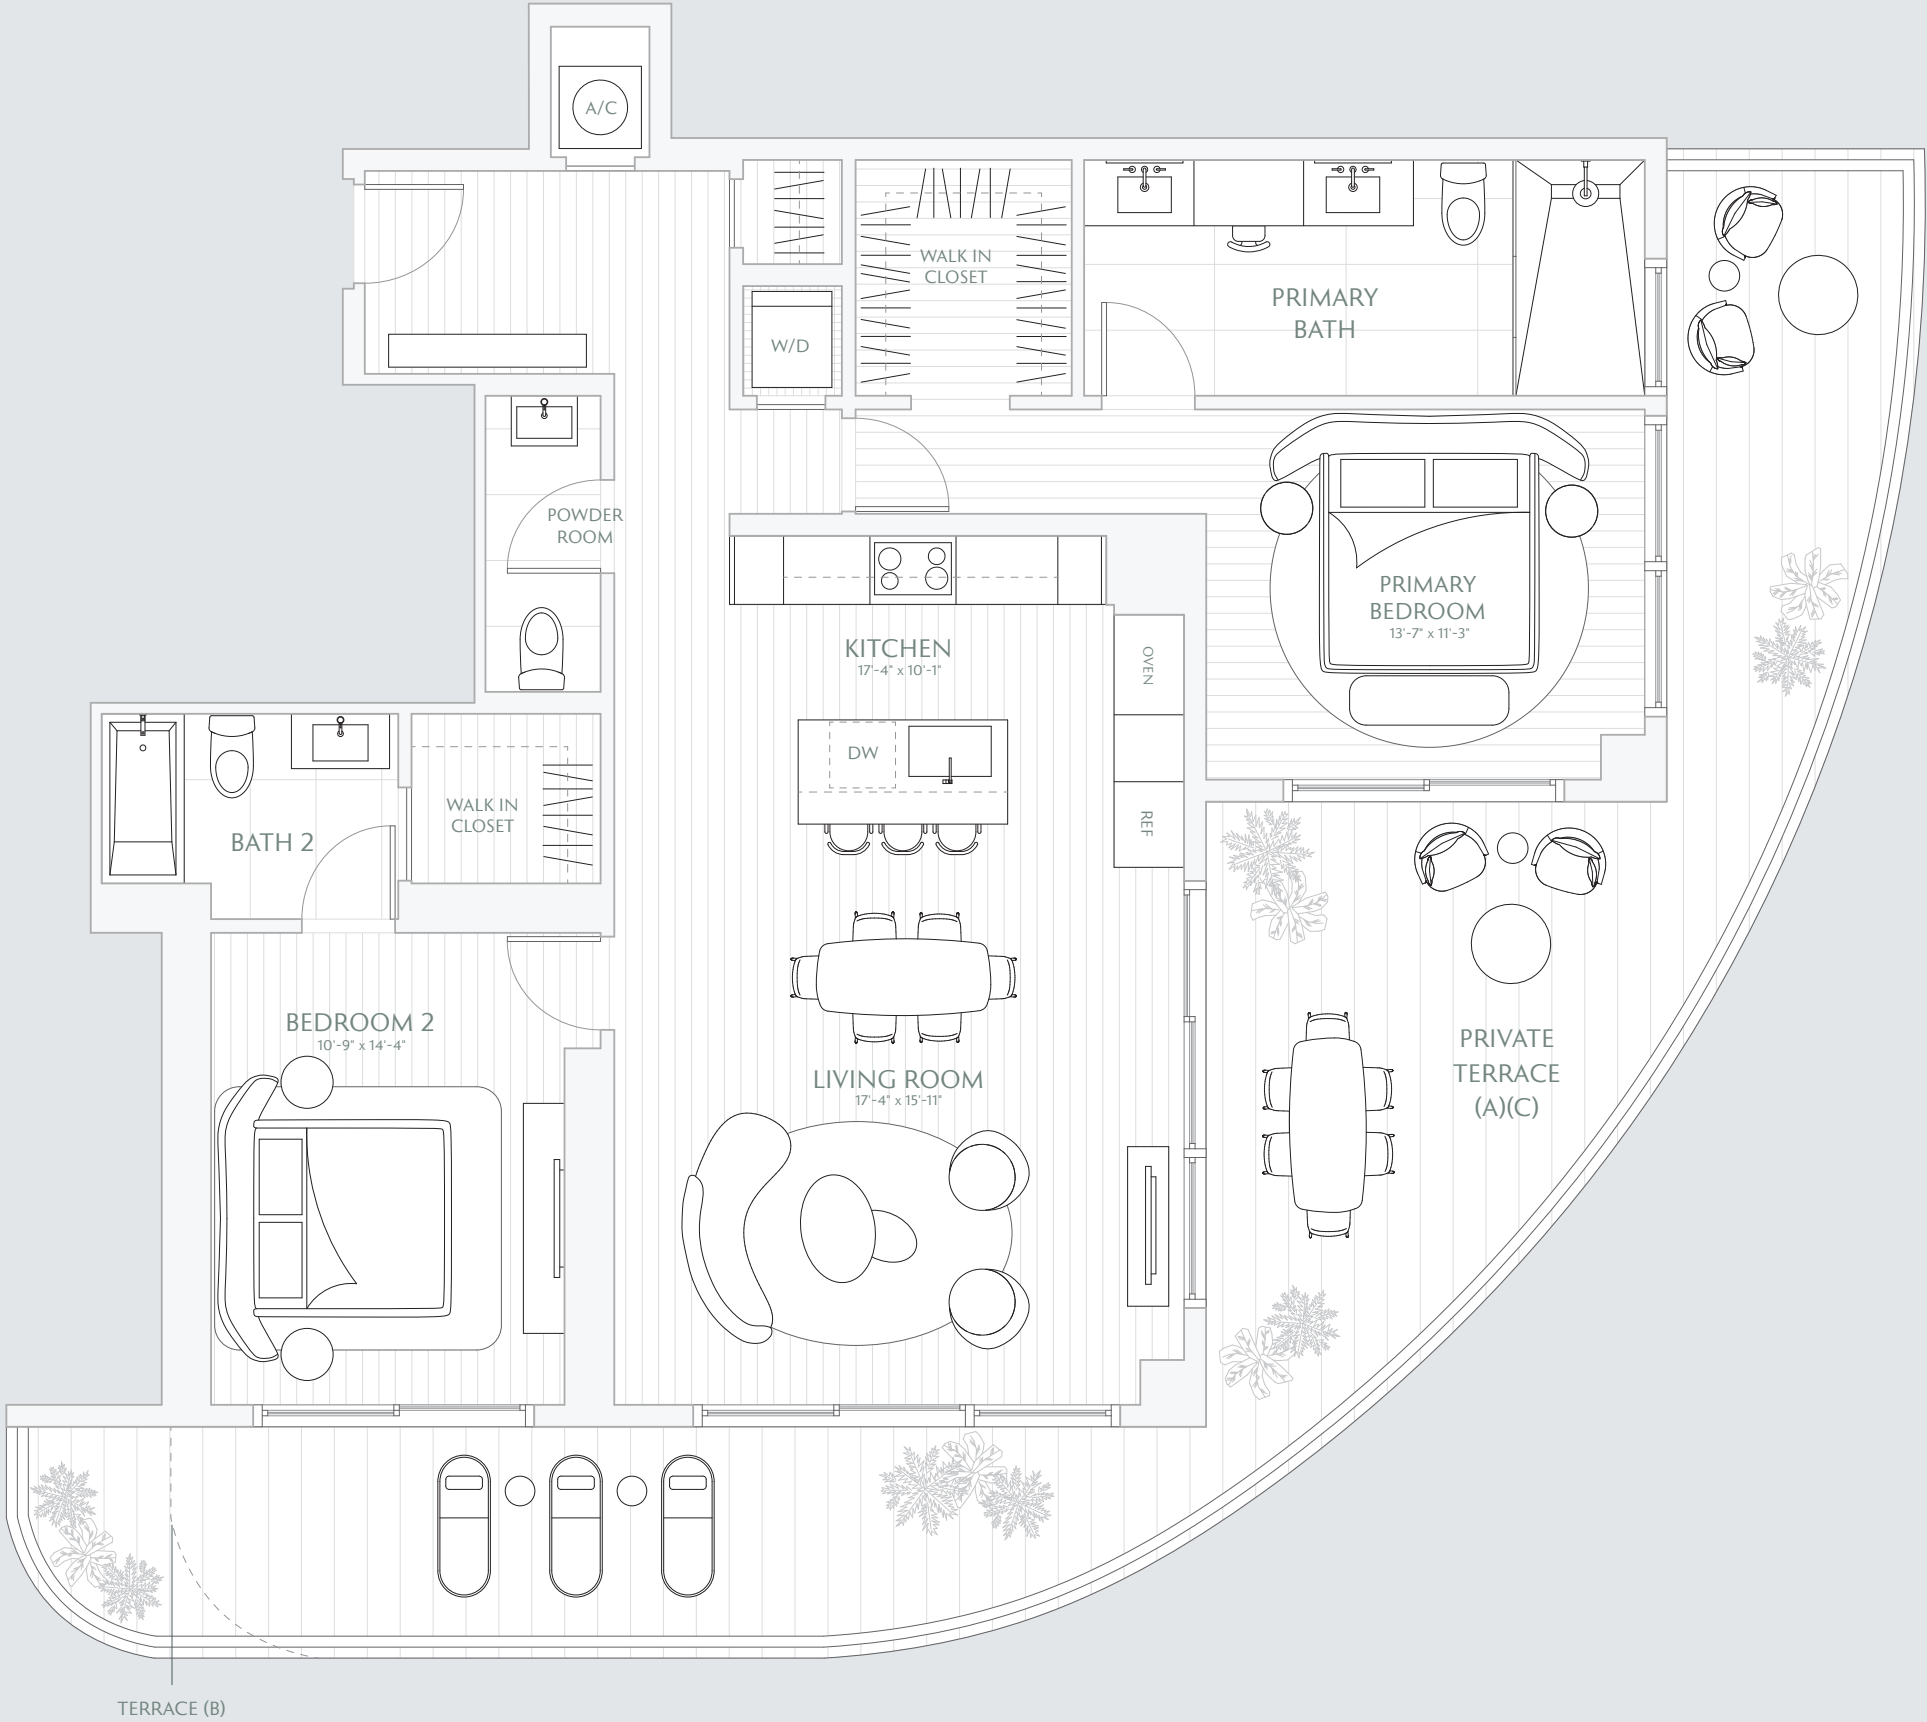 A/C
WALK IN
CLOSET
PRIMARY
BATH
W/D
POWDER
ROOM
PRIMARY
BEDROOM
13'-7" x 11'-3"
KITCHEN
17'-4" x 10'-1"
OVEN
DW
REF
WALK IN
CLOSET
BATH 2
BEDROOM 2
10'-9" x 14'-4"
LIVING ROOM
17'-4" x 15'-11"
PRIVATE
TERRACE
(A)(C)
TERRACE (B)